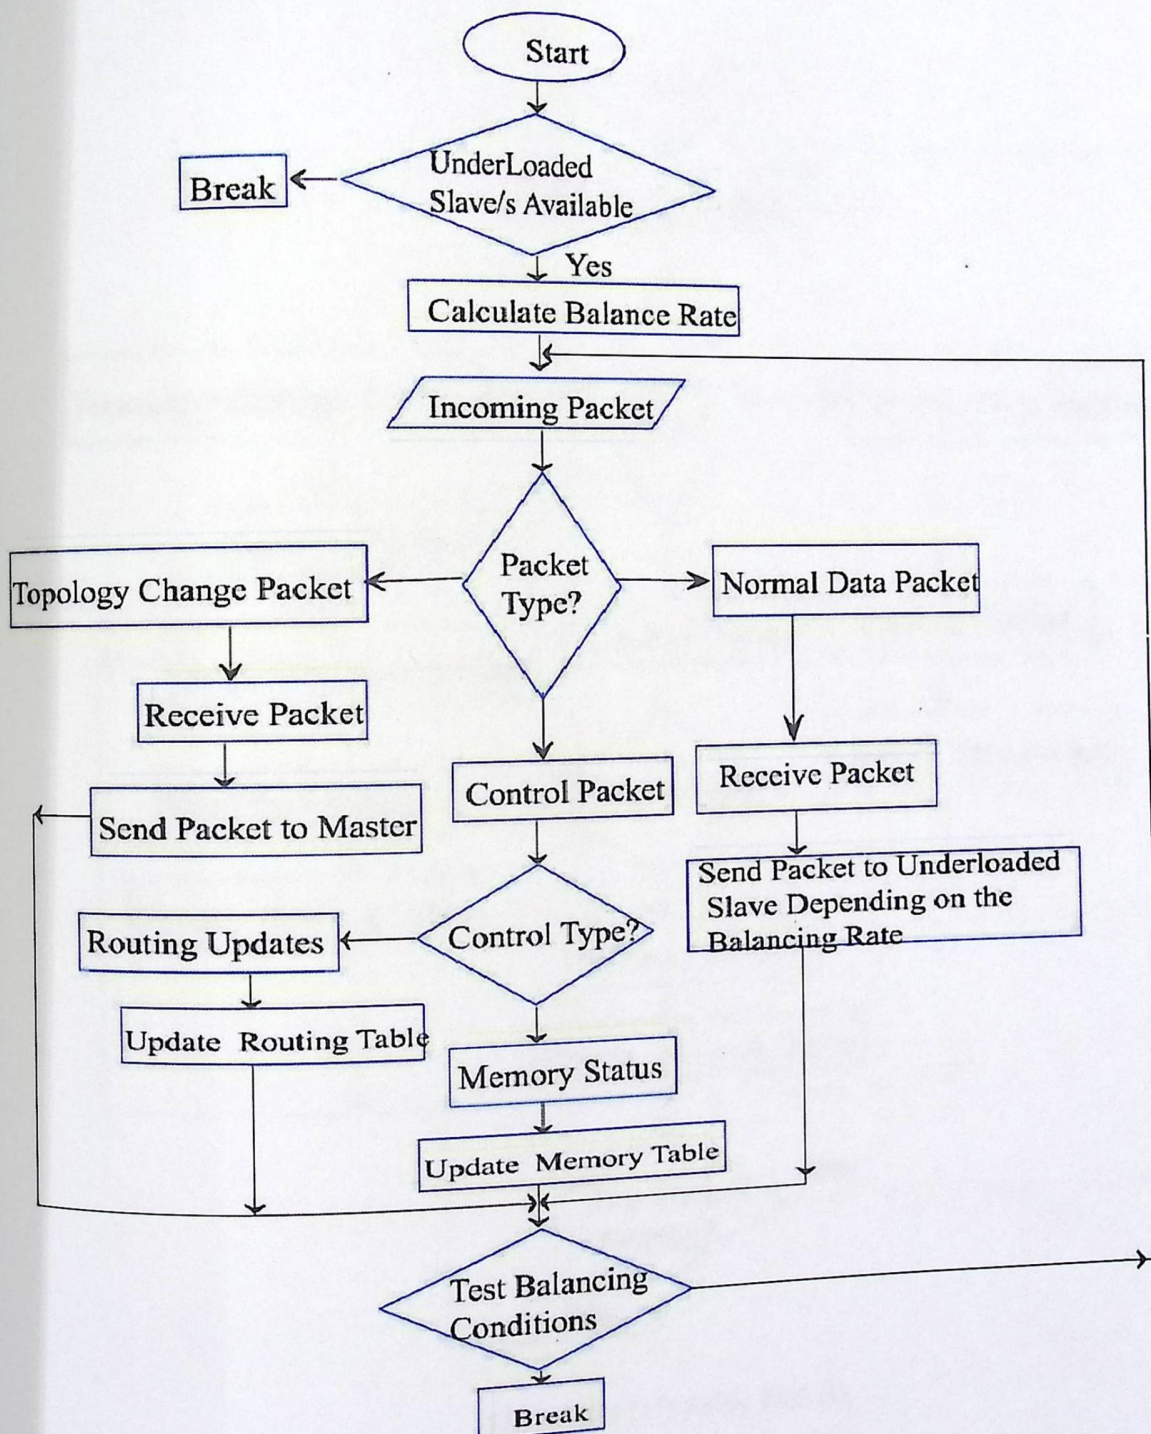 Start
UnderLoaded
Slave/s Available
Break
Yes
Calculate Balance Rate
Incoming Packet
Packet
Type?
Topology Change Packet
Normal Data Packet
Receive Packet
Receive Packet
Control Packet
Send Packet to Master
Send Packet to Underloaded
Slave Depending on the
Balancing Rate
Control Type?
Routing Updates
Update Routing Table
Memory Status
Update Memory Table
Test Balancing
Conditions
Break